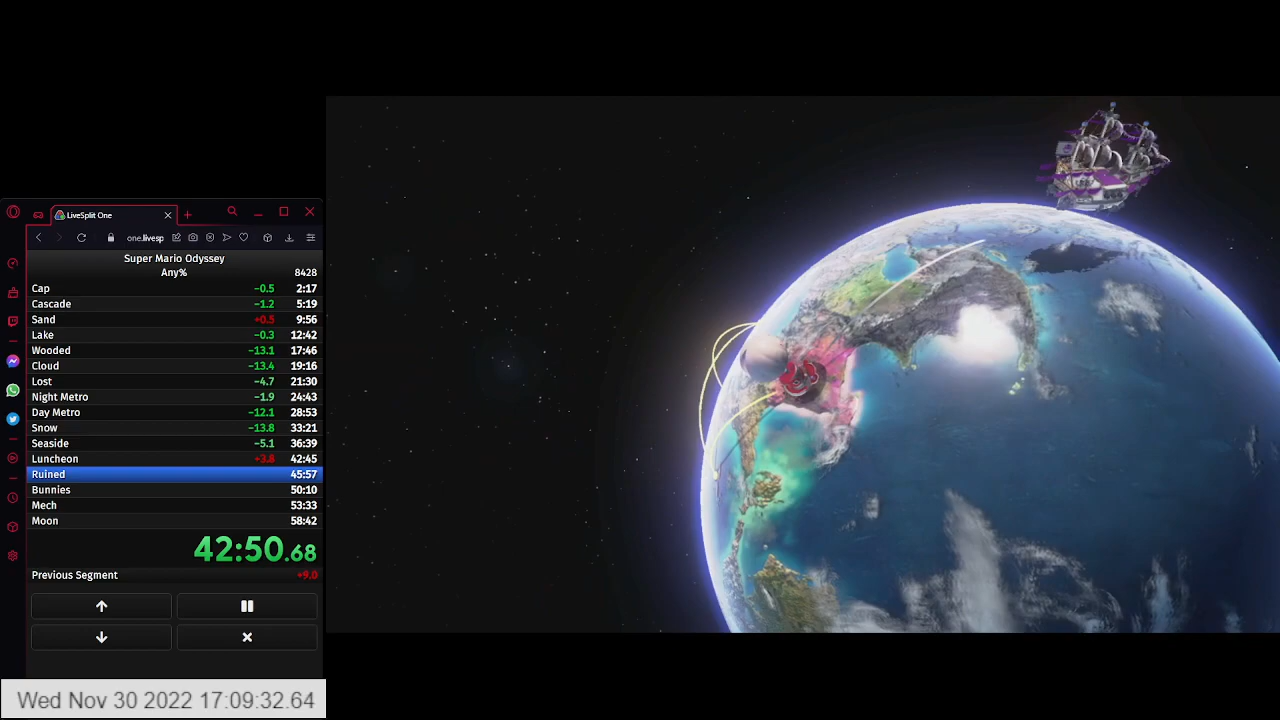 LiveSplit One
one.livesp
Super Mario Odyssey
Any% 8428
Cap −0.5 2:17
Cascade −1.2 5:19
Sand +0.5 9:56
Lake −0.3 12:42
Wooded −13.1 17:46
Cloud −13.4 19:16
Lost −4.7 21:30
Night Metro −1.9 24:43
Day Metro −12.1 28:53
Snow −13.8 33:21
Seaside −5.1 36:39
Luncheon +3.8 42:45
Ruined 45:57
Bunnies 50:10
Mech 53:33
Moon 58:42
42:50.68
Previous Segment +9.0
Wed Nov 30 2022 17:09:32.64